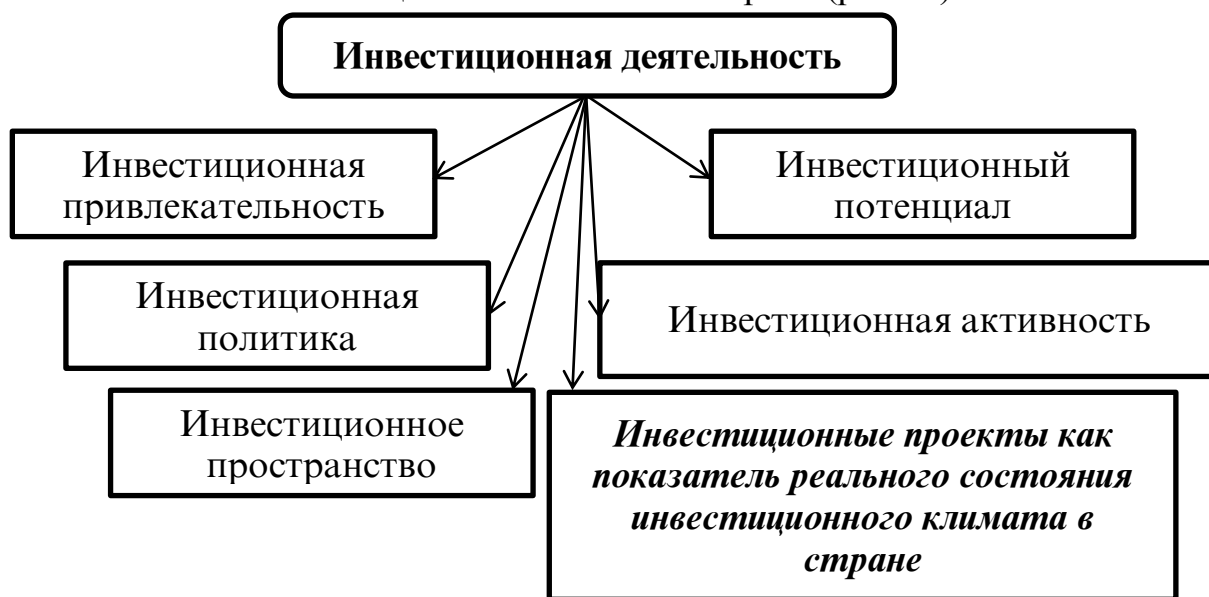 Инвестиционная деятельность
Инвестиционная
привлекательность
Инвестиционный
потенциал
Инвестиционная
политика
Инвестиционная активность
Инвестиционное
пространство
Инвестиционные проекты как
показатель реального состояния
инвестиционного климата в
стране